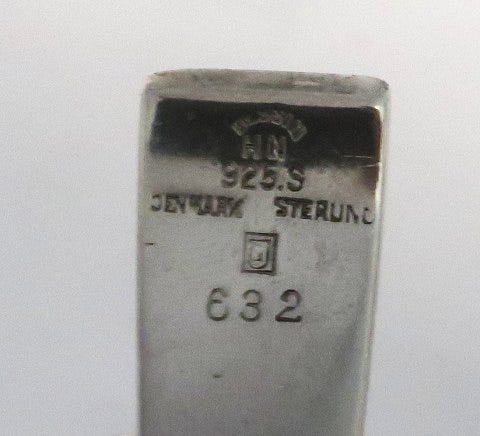 HN
925.S
DENMARK STERLING
J
632